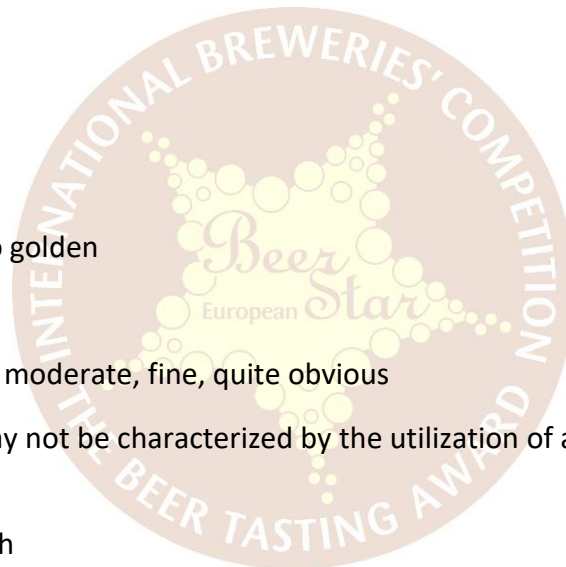 INTERNATIONAL BREWERIES' COMPETITION
golden
Beer
European Star
moderate, fine, quite obvious
not be characterized by the utilization of
THE BEER TASTING AWARD